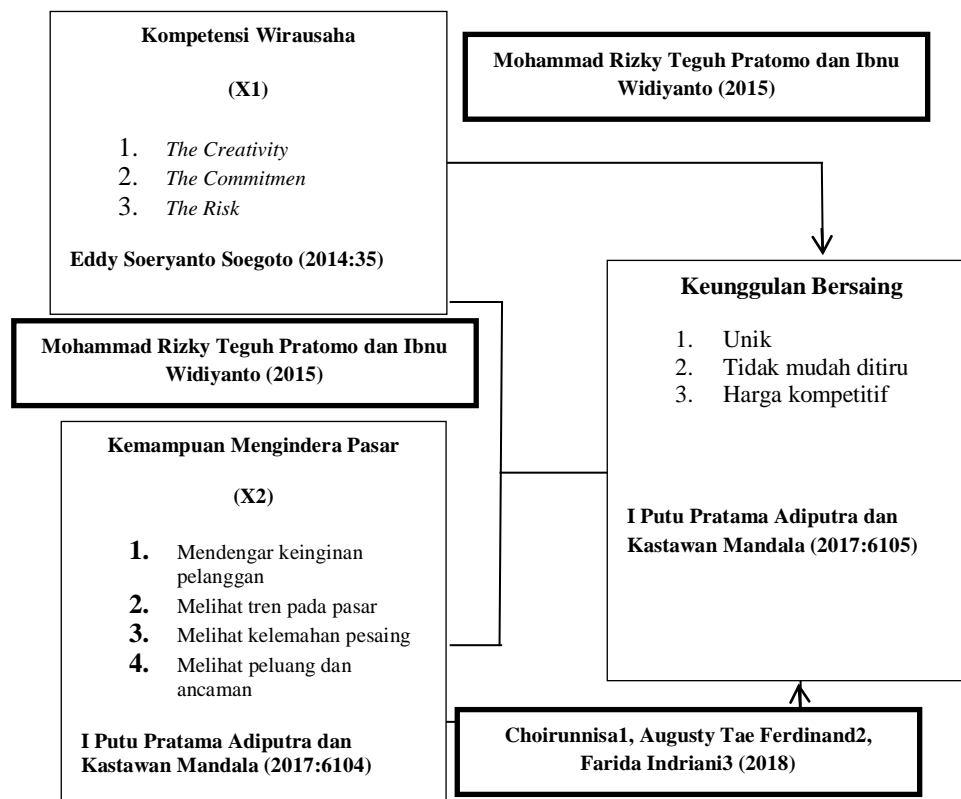 Kompetensi Wirausaha
(X1)
1. The Creativity
2. The Commitmen
3. The Risk
Eddy Soeryanto Soegoto (2014:35)
Mohammad Rizky Teguh Pratomo dan Ibnu
Widiyanto (2015)
Mohammad Rizky Teguh Pratomo dan Ibnu
Widiyanto (2015)
Keunggulan Bersaing
1. Unik
2. Tidak mudah ditiru
3. Harga kompetitif
I Putu Pratama Adiputra dan
Kastawan Mandala (2017:6105)
Kemampuan Mengindera Pasar
(X2)
1. Mendengar keinginan
pelanggan
2. Melihat tren pada pasar
3. Melihat kelemahan pesaing
4. Melihat peluang dan
ancaman
I Putu Pratama Adiputra dan
Kastawan Mandala (2017:6104)
Choirunnisa1, Augusty Tae Ferdinand2,
Farida Indriani3 (2018)